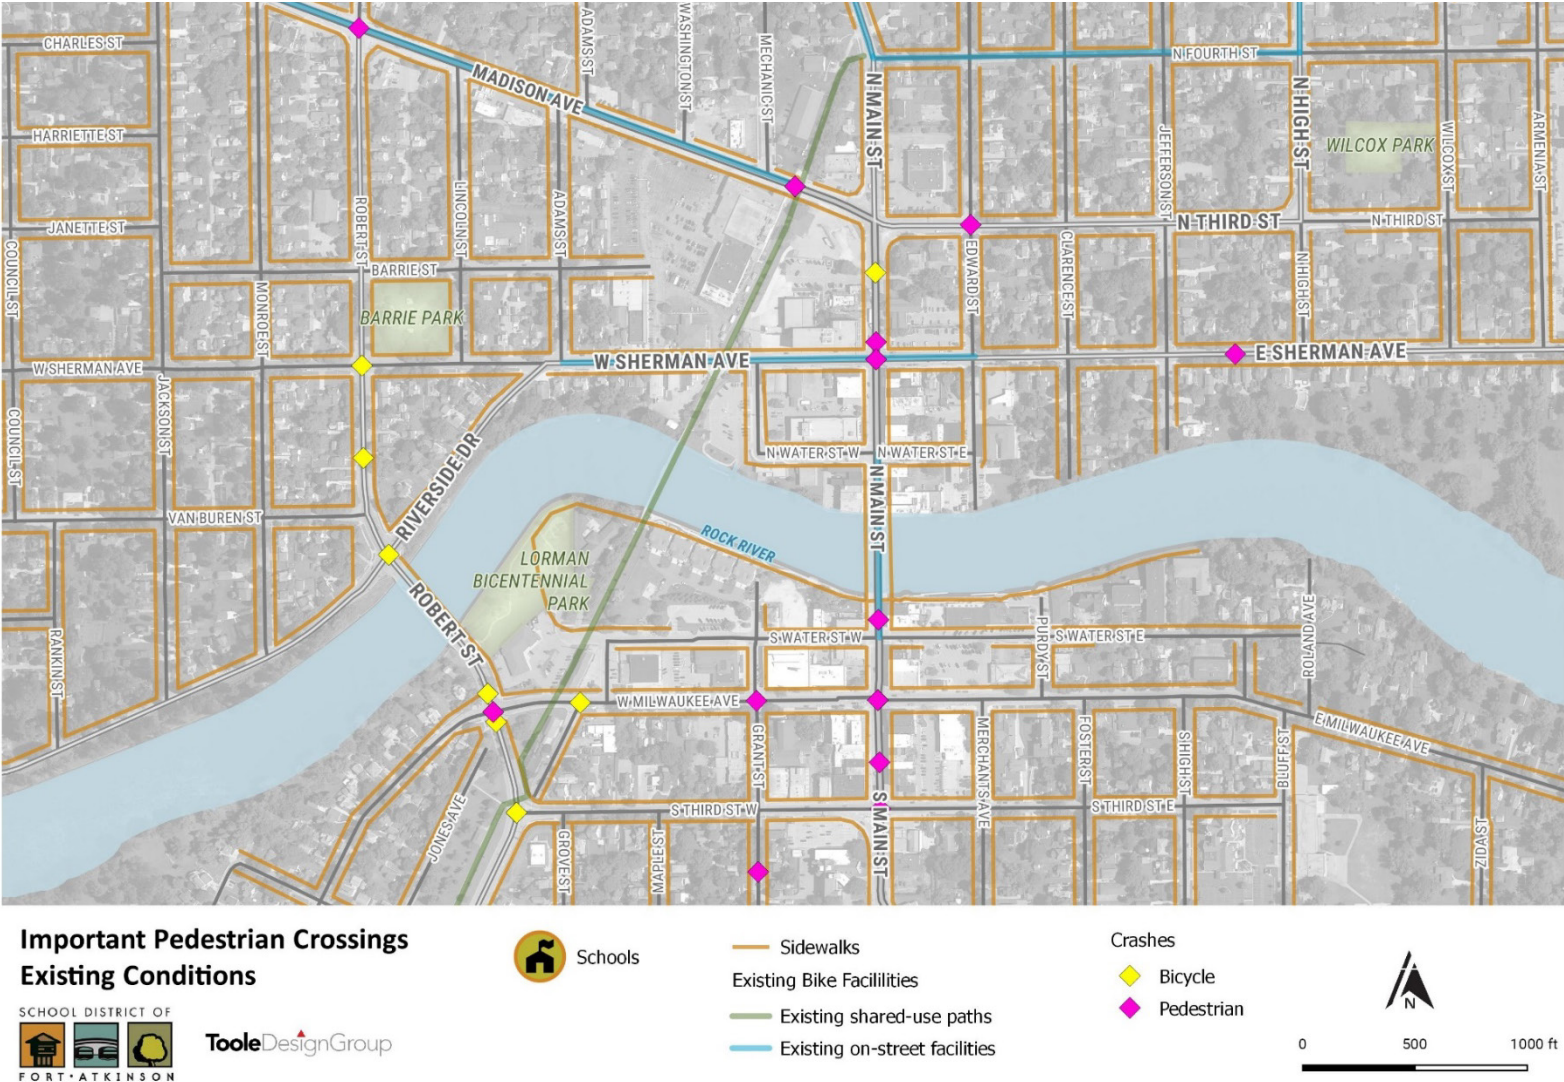 CHARLES ST
HARRIETTE ST
JANETTE ST
COUNCIL ST
COUNCIL ST
MONROE ST
ROBERT ST
LINCOLN ST
ADAMS ST
ADAMS ST
WASHINGTON ST
MECHANIC ST
MADISON AVE
N MAIN ST
N FOURTH ST
N HIGH ST
WILCOX PARK
WILCOX ST
ARMENIA ST
JEFFERSON ST
N THIRD ST
N THIRD ST
EDWARD ST
CLARENCE ST
N HIGH ST
BARRIE ST
BARRIE PARK
W SHERMAN AVE
W SHERMAN AVE
E SHERMAN AVE
JACKSON ST
RIVERSIDE DR
N WATER ST W
N WATER ST E
N MAIN ST
VAN BUREN ST
ROCK RIVER
LORMAN
BICENTENNIAL
PARK
ROBERT ST
RANKIN ST
S WATER ST W
S WATER ST E
PURDY ST
ROLAND AVE
W MILWAUKEE AVE
E MILWAUKEE AVE
GRANT ST
MERCHANTS AVE
FOSTER ST
S HIGH ST
BLUFF ST
JONES AVE
S THIRD ST W
S THIRD ST E
S MAIN ST
GROVE ST
MAPLE ST
ZIDA ST
Important Pedestrian Crossings
Existing Conditions
SCHOOL DISTRICT OF
FORT • ATKINSON
TooleDesignGroup
Schools
Sidewalks
Existing Bike Facililities
Existing shared-use paths
Existing on-street facilities
Crashes
Bicycle
Pedestrian
N
0 500 1000 ft